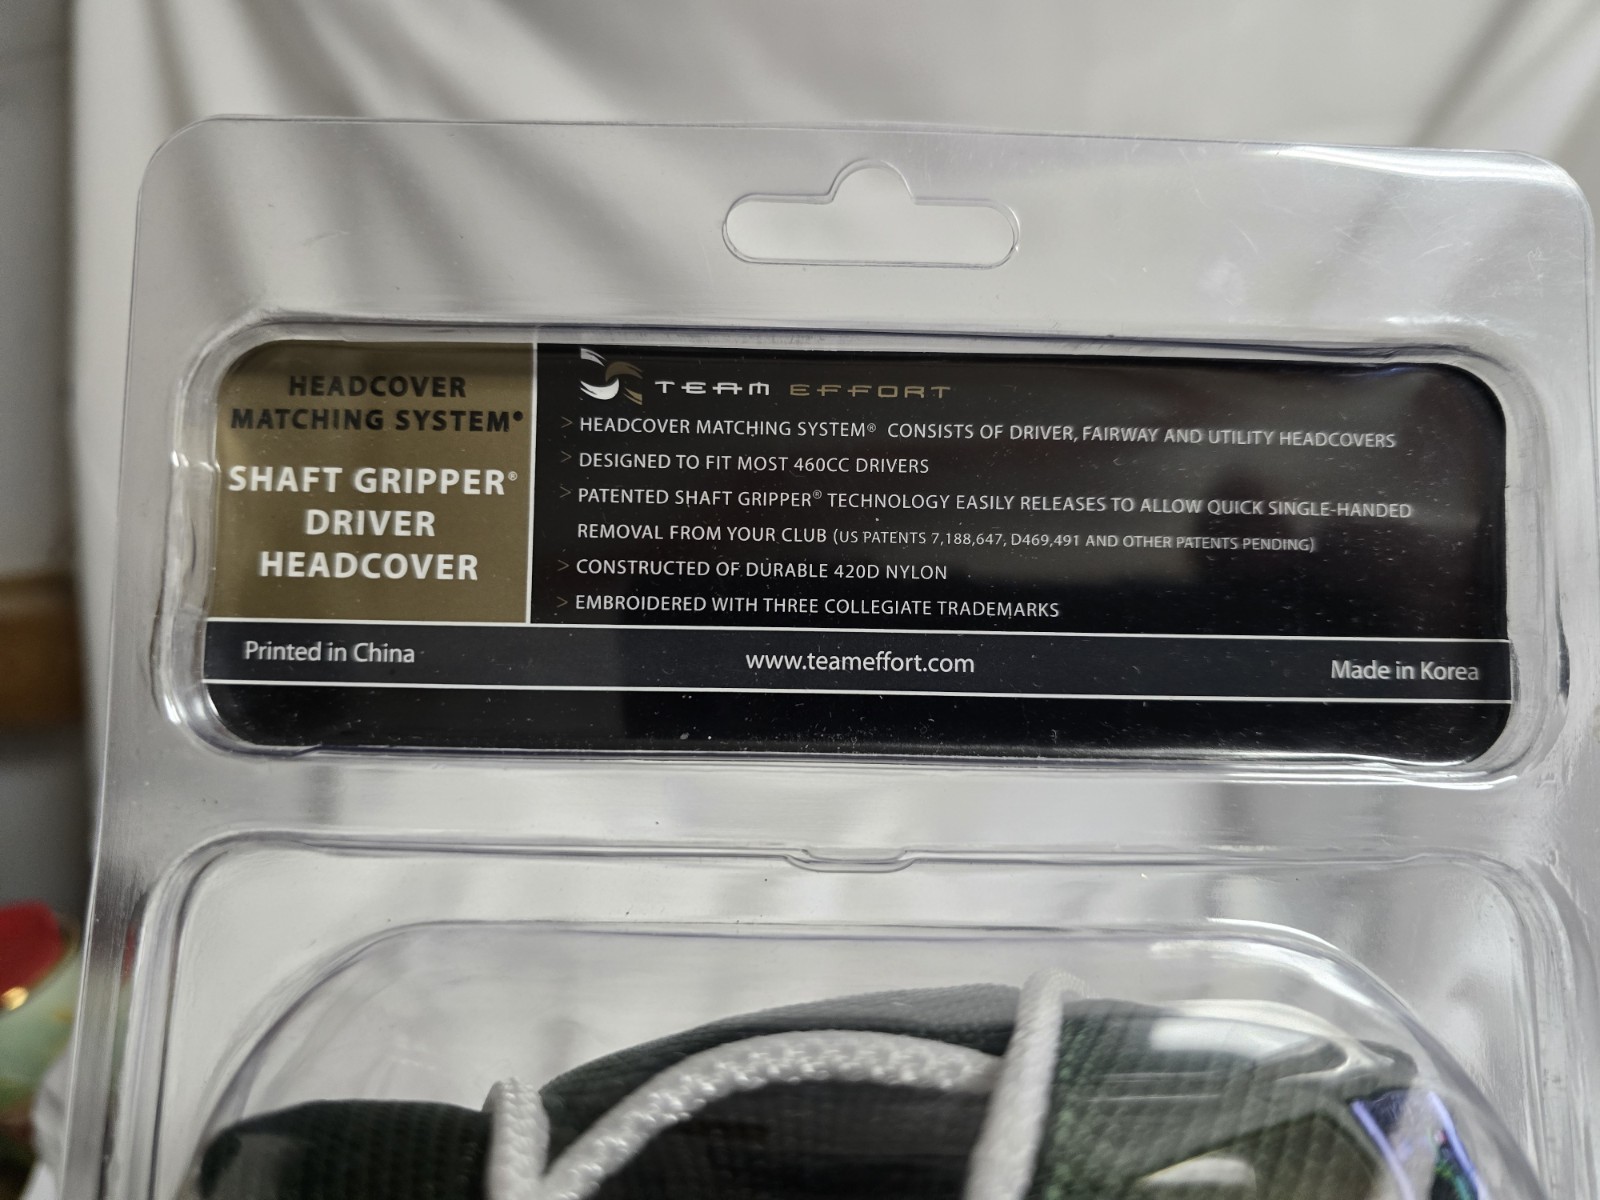 HEADCOVER
MATCHING SYSTEM®
SHAFT GRIPPER®
DRIVER
HEADCOVER
TEAM EFFORT
> HEADCOVER MATCHING SYSTEM® CONSISTS OF DRIVER, FAIRWAY AND UTILITY HEADCOVERS
> DESIGNED TO FIT MOST 460CC DRIVERS
> PATENTED SHAFT GRIPPER® TECHNOLOGY EASILY RELEASES TO ALLOW QUICK SINGLE-HANDED
REMOVAL FROM YOUR CLUB (US PATENTS 7,188,647, D469,491 AND OTHER PATENTS PENDING)
> CONSTRUCTED OF DURABLE 420D NYLON
> EMBROIDERED WITH THREE COLLEGIATE TRADEMARKS
Printed in China
www.teameffort.com
Made in Korea